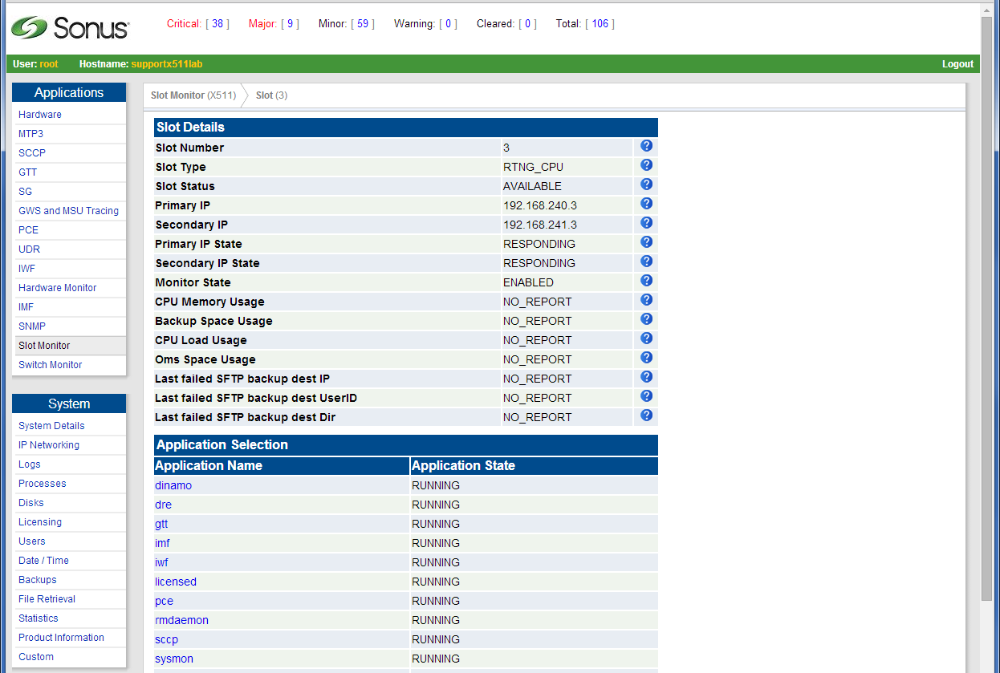 Sonus
Critical: [ 38 ] Major: [ 9 ] Minor: [ 59 ] Warning: [ 0 ] Cleared: [ 0 ] Total: [ 106 ]
User: root Hostname: supportx511lab Logout
Applications
Hardware
MTP3
SCCP
GTT
SG
GWS and MSU Tracing
PCE
UDR
IWF
Hardware Monitor
IMF
SNMP
Slot Monitor
Switch Monitor
System
System Details
IP Networking
Logs
Processes
Disks
Licensing
Users
Date / Time
Backups
File Retrieval
Statistics
Product Information
Custom
Slot Monitor (X511) Slot (3)
Slot Details
Slot Number 3 ?
Slot Type RTNG_CPU ?
Slot Status AVAILABLE ?
Primary IP 192.168.240.3 ?
Secondary IP 192.168.241.3 ?
Primary IP State RESPONDING ?
Secondary IP State RESPONDING ?
Monitor State ENABLED ?
CPU Memory Usage NO_REPORT ?
Backup Space Usage NO_REPORT ?
CPU Load Usage NO_REPORT ?
Oms Space Usage NO_REPORT ?
Last failed SFTP backup dest IP NO_REPORT ?
Last failed SFTP backup dest UserID NO_REPORT ?
Last failed SFTP backup dest Dir NO_REPORT ?
Application Selection
Application Name Application State
dinamo RUNNING
dre RUNNING
gtt RUNNING
imf RUNNING
iwf RUNNING
licensed RUNNING
pce RUNNING
rmdaemon RUNNING
sccp RUNNING
sysmon RUNNING